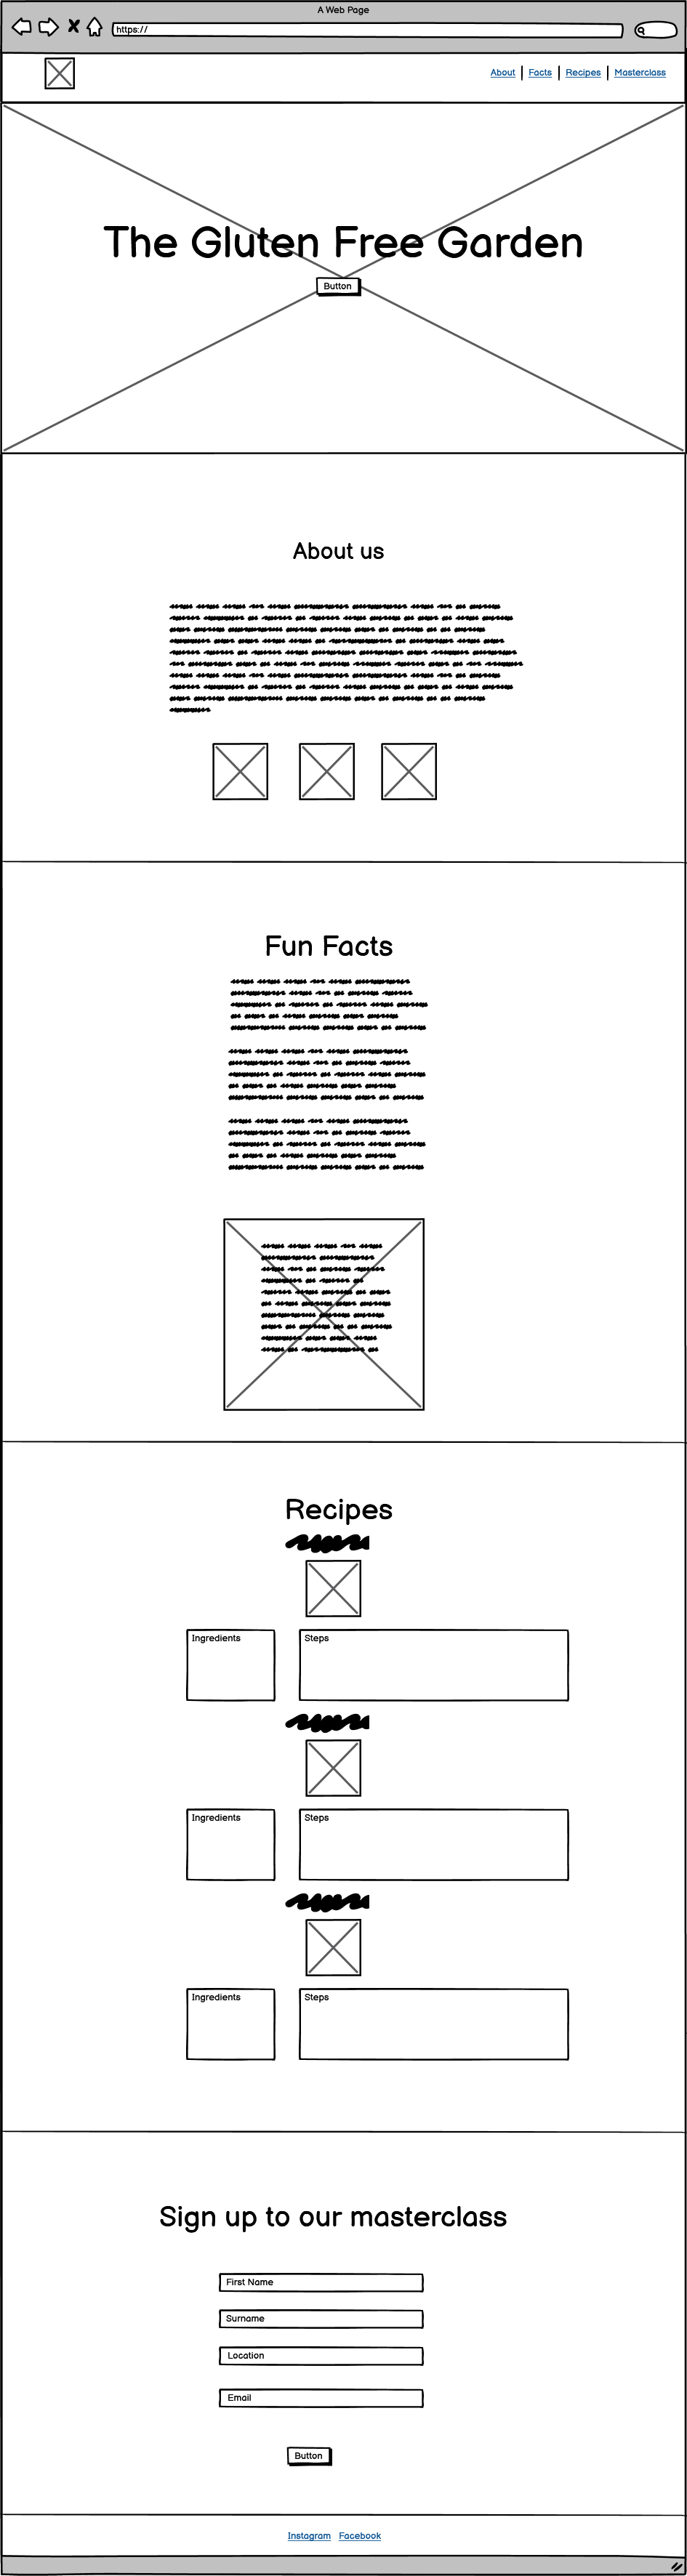 A Web Page
https://
About | Facts | Recipes | Masterclass
The Gluten Free Garden
Button
About us
Fun Facts
Recipes
Ingredients Steps
Ingredients Steps
Ingredients Steps
Sign up to our masterclass
First Name
Surname
Location
Email
Button
Instagram Facebook